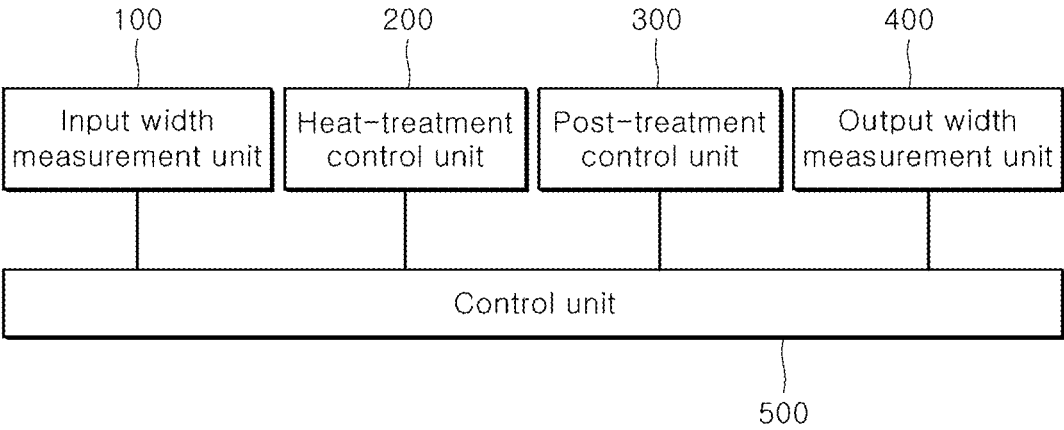 100
200
300
400
Input width
measurement unit
Heat-treatment
control unit
Post-treatment
control unit
Output width
measurement unit
Control unit
500